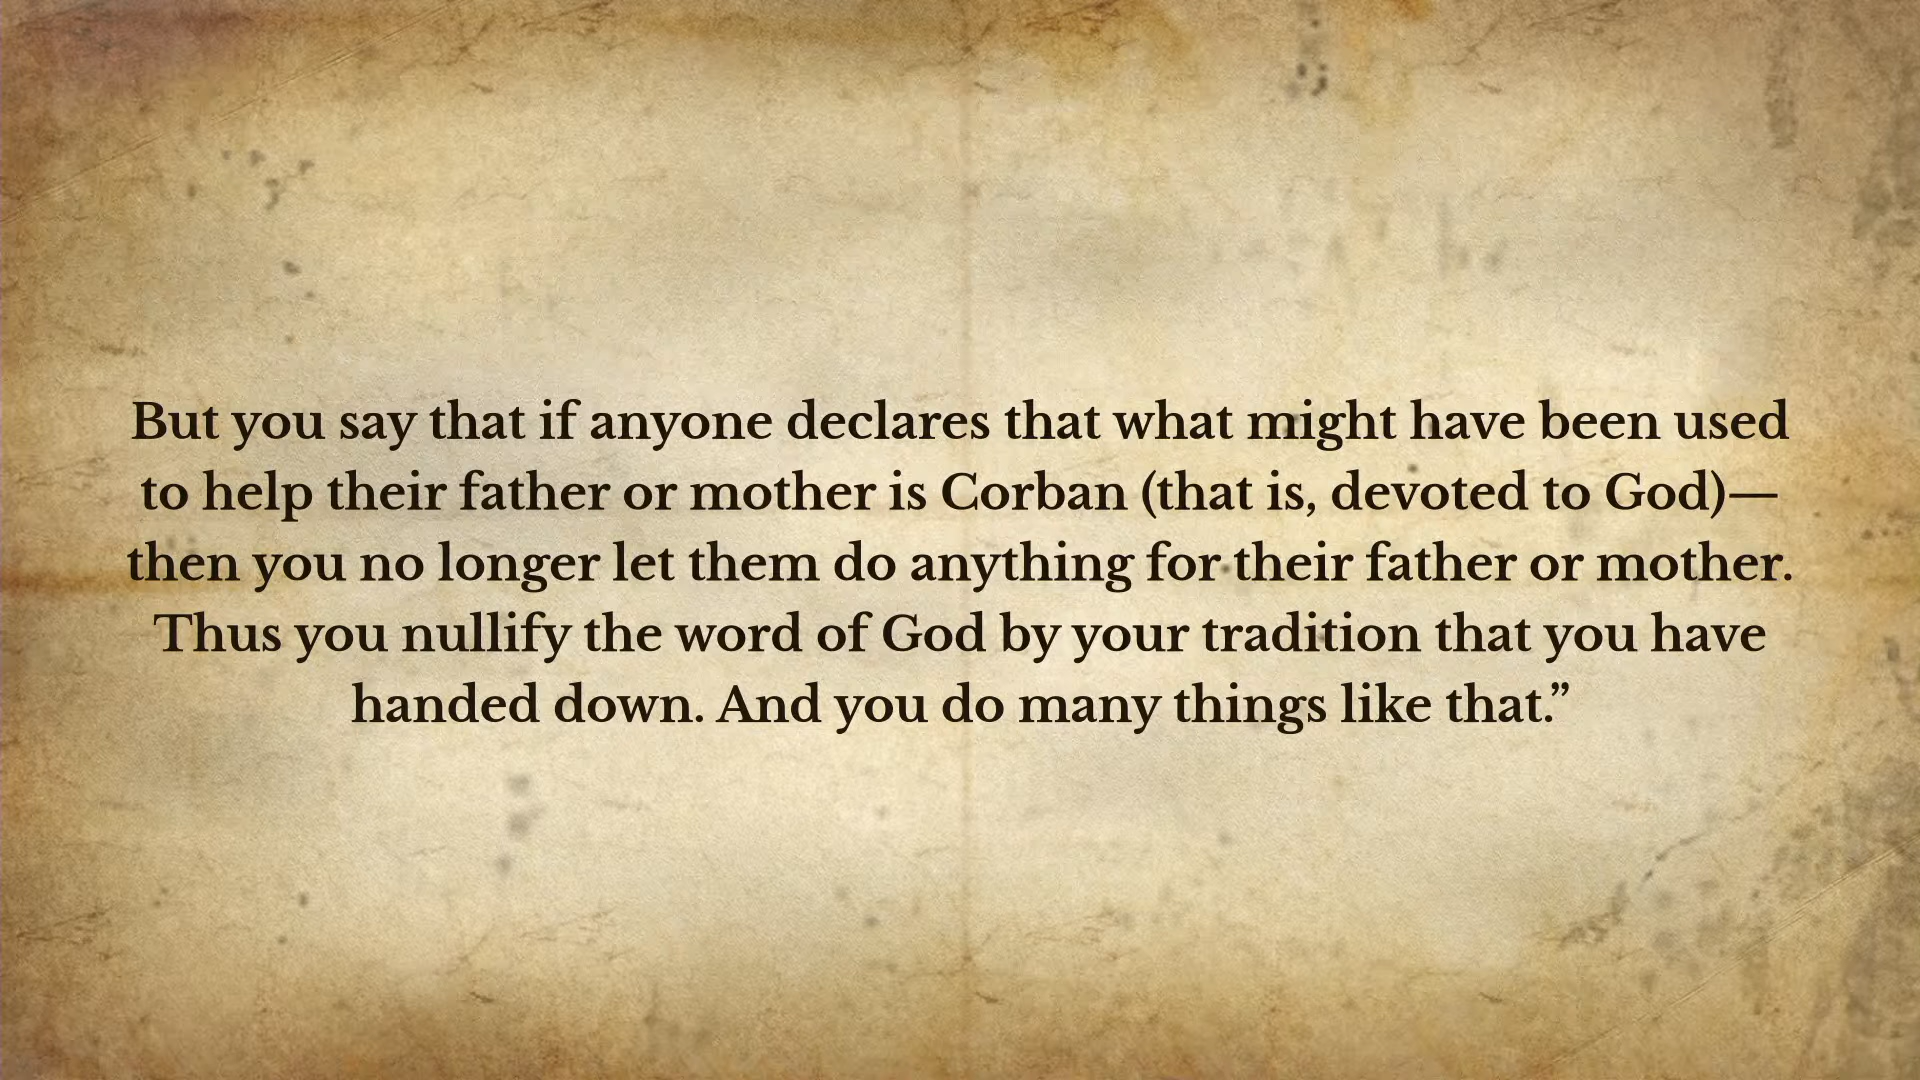 But you say that if anyone declares that what might have been used
to help their father or mother is Corban (that is, devoted to God)—
then you no longer let them do anything for their father or mother.
Thus you nullify the word of God by your tradition that you have
handed down. And you do many things like that.”